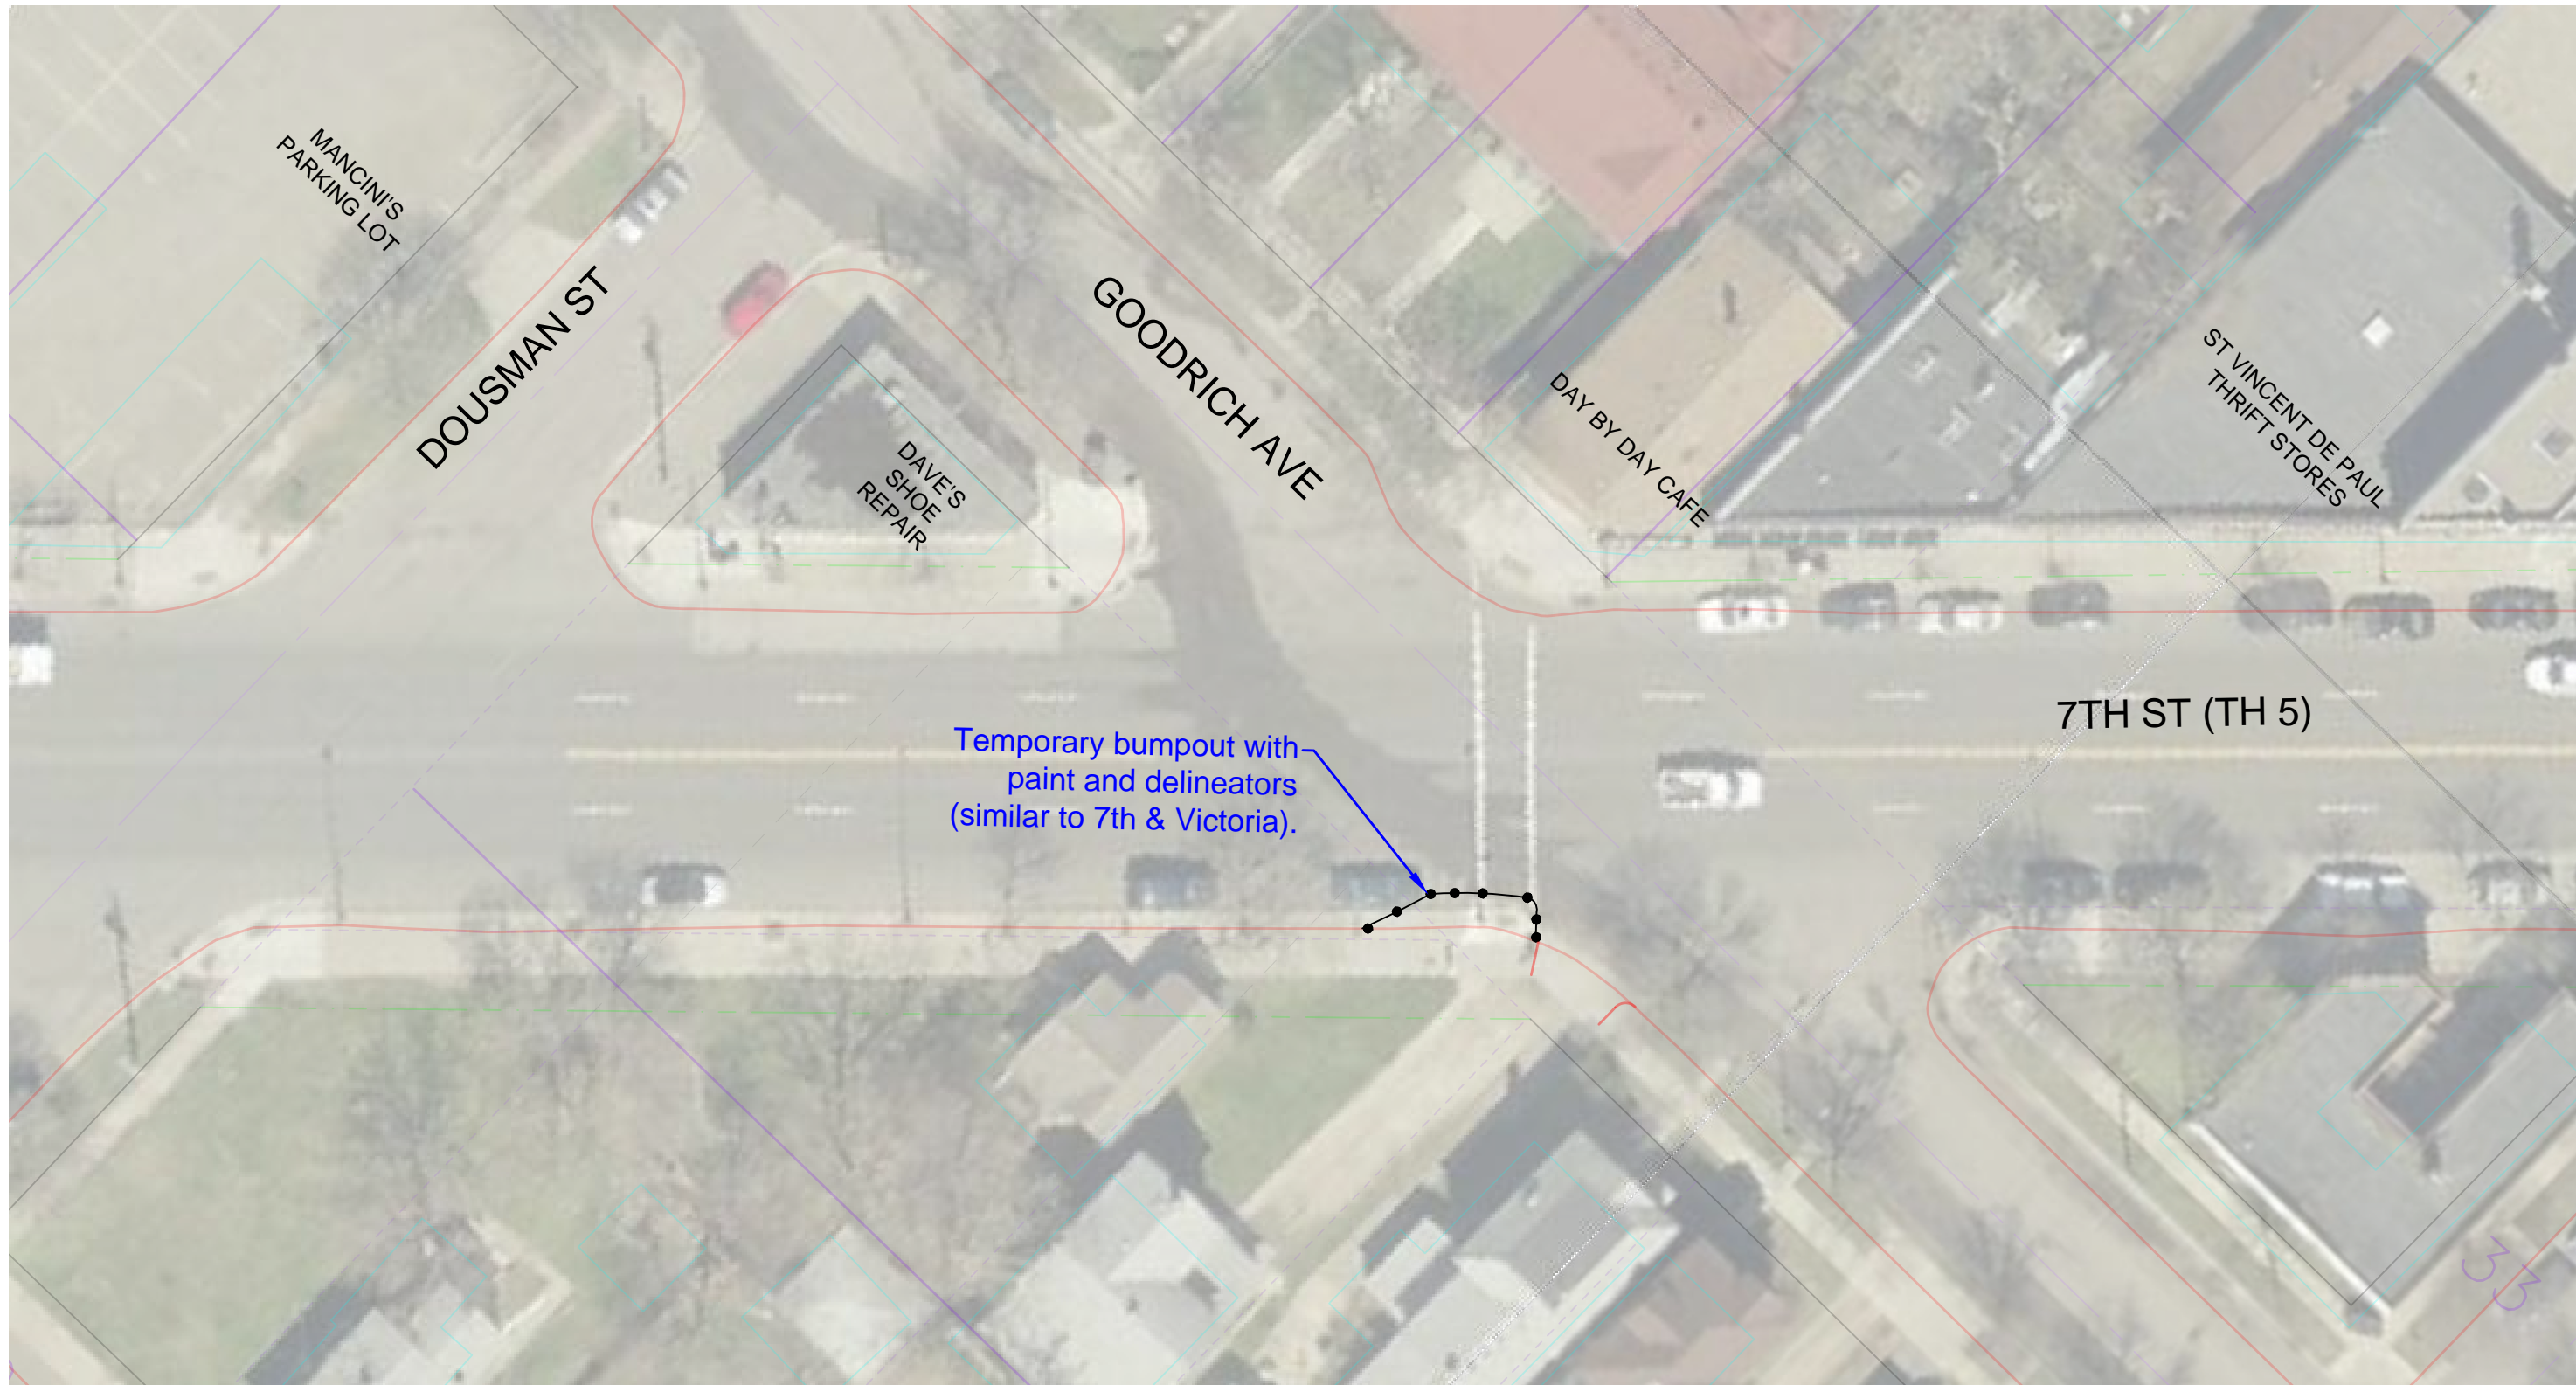 MANCINI'S
PARKING LOT
DOUSMAN ST
GOODRICH AVE
DAVE'S
SHOE
REPAIR
DAY BY DAY CAFE
ST VINCENT DE PAUL
THRIFT STORES
7TH ST (TH 5)
Temporary bumpout with
paint and delineators
(similar to 7th & Victoria).
33